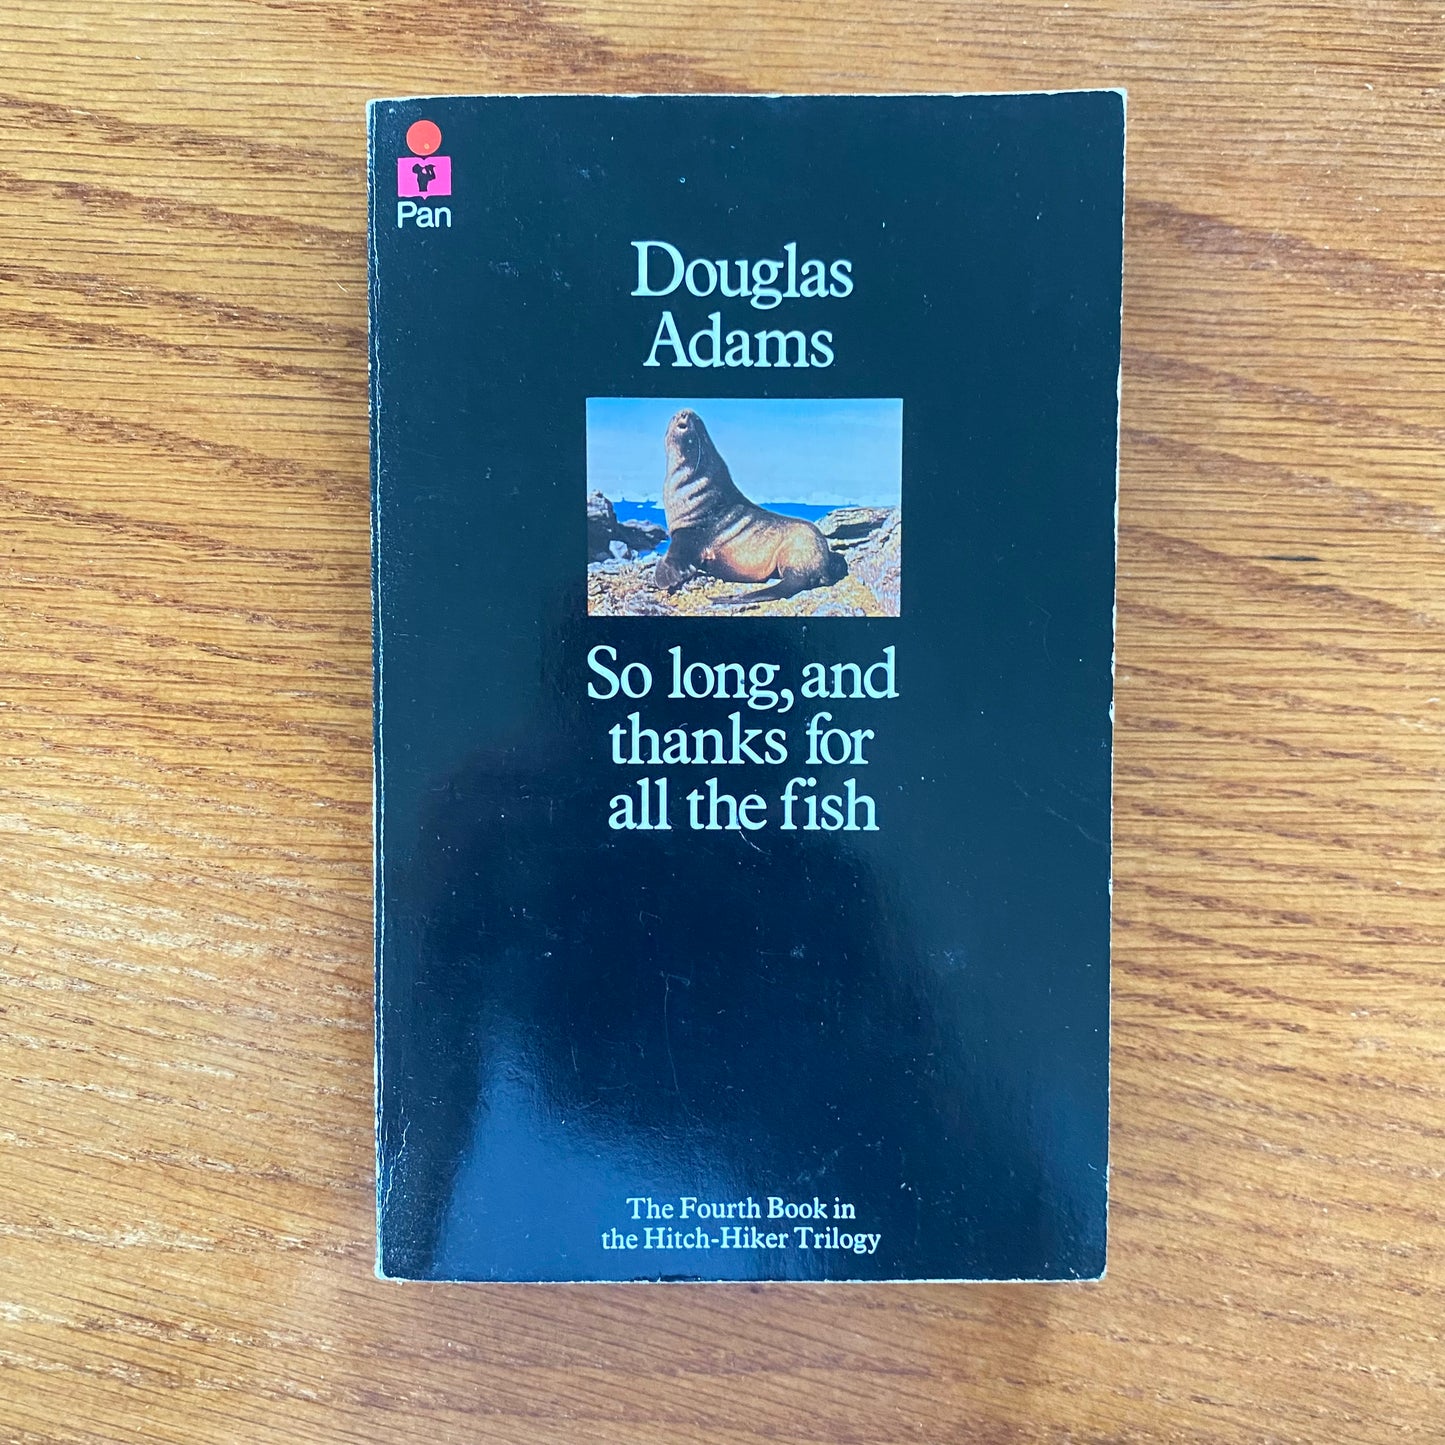 Pan
Douglas
Adams
So long, and
thanks for
all the fish
The Fourth Book in
the Hitch-Hiker Trilogy